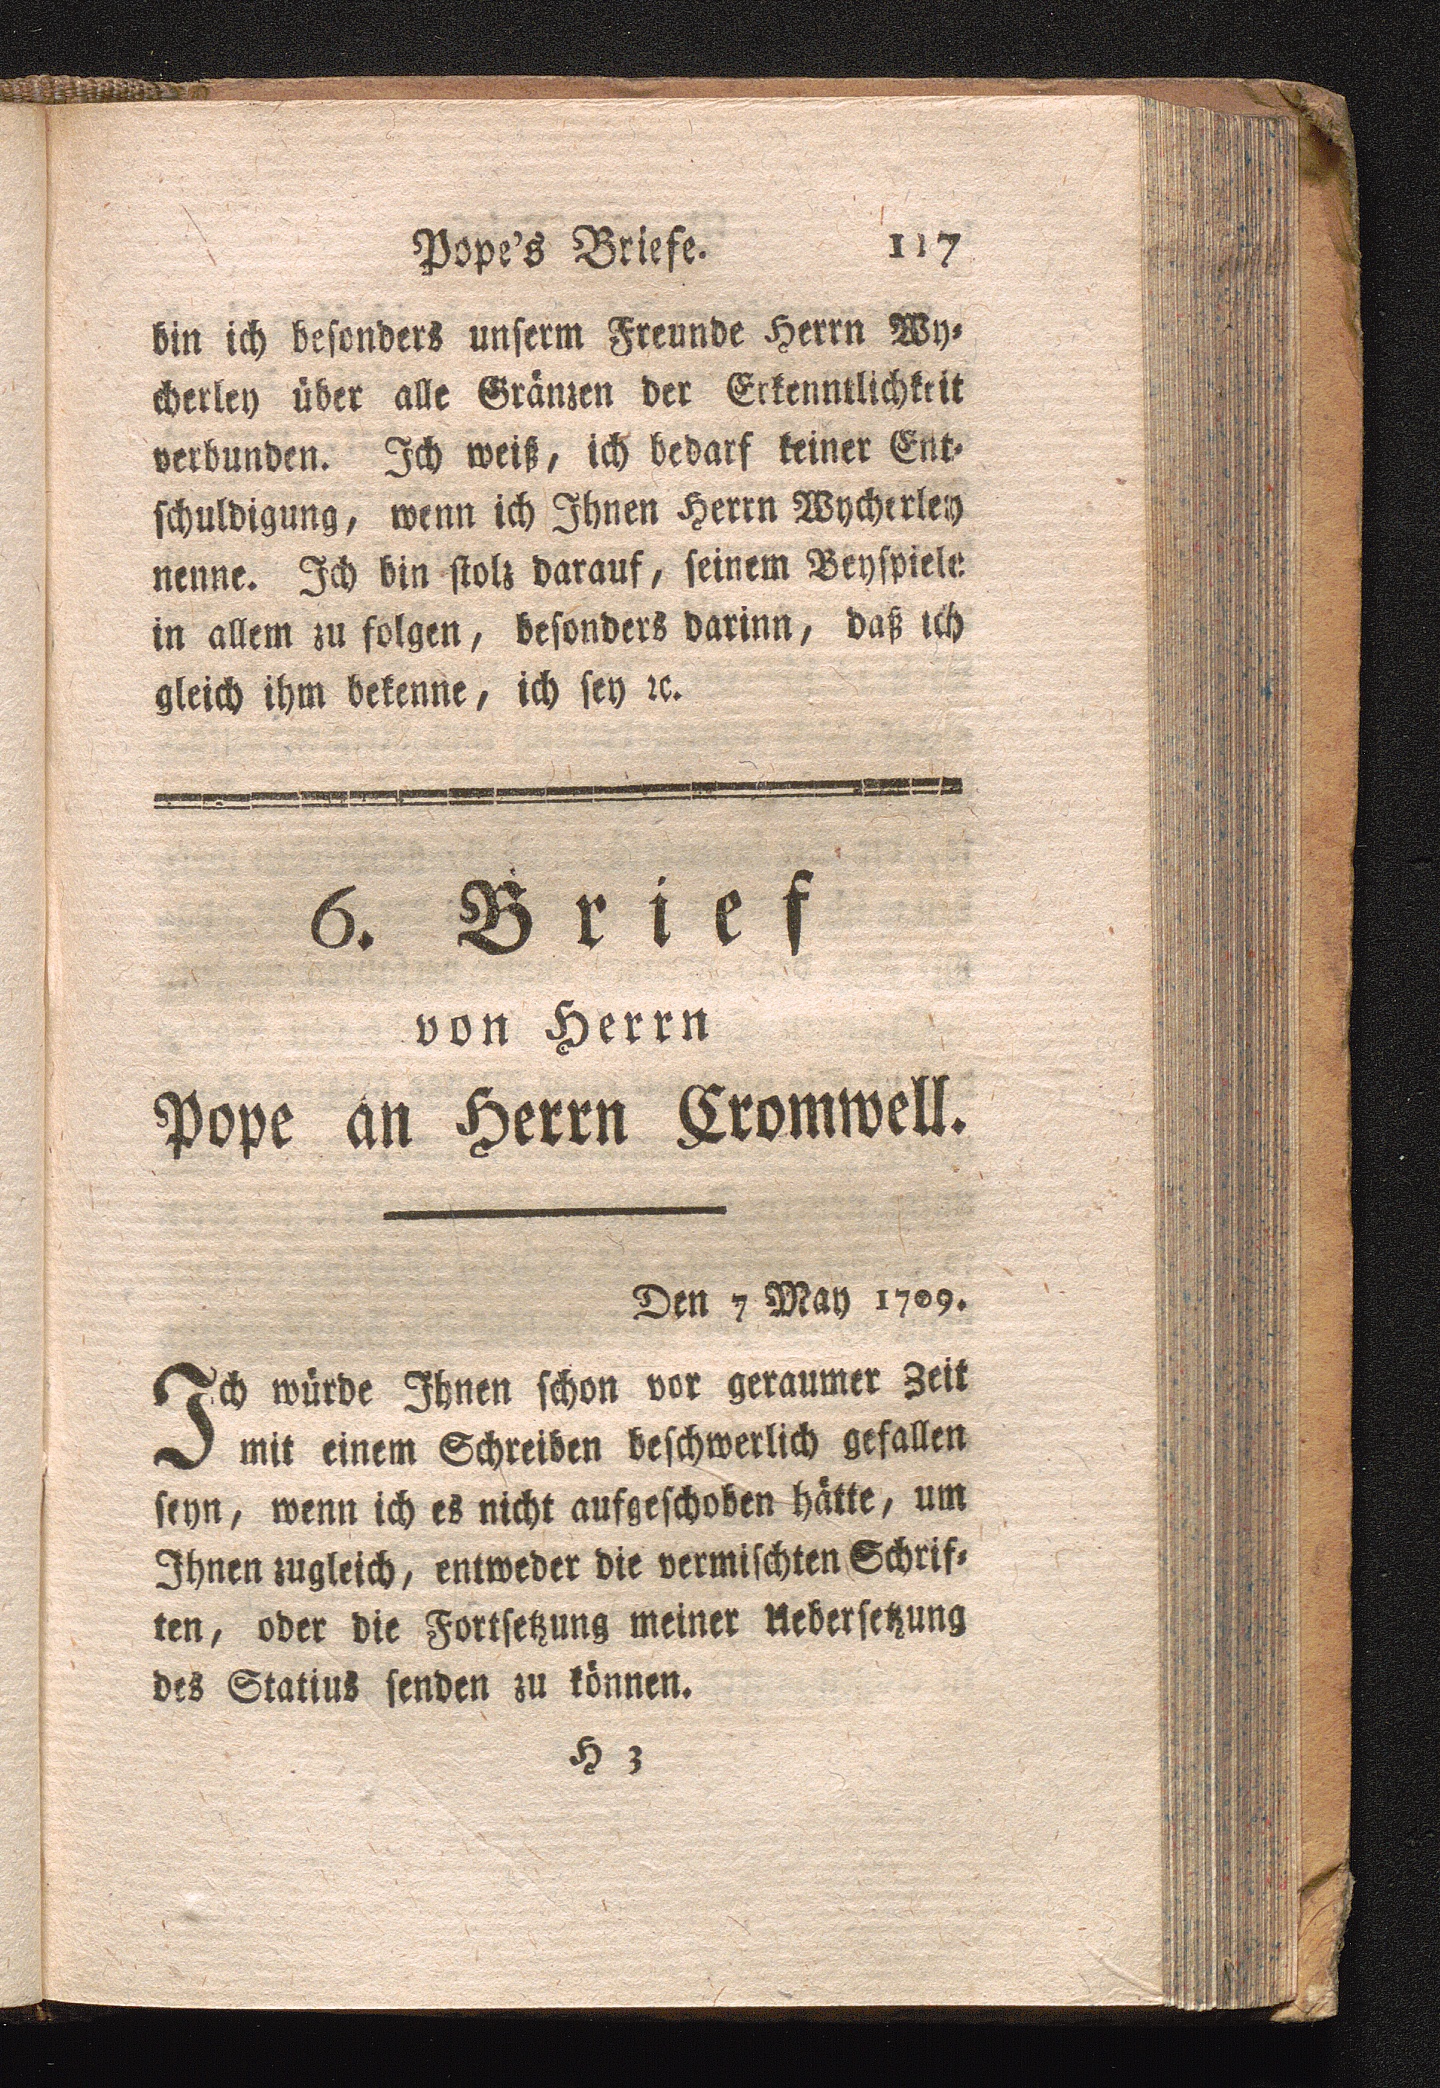 Pope's Briefe. 117
bin ich besonders unserm Freunde Herrn Wy-
cherley über alle Gränzen der Erkenntlichkeit
verbunden. Ich weiß, ich bedarf keiner Ent-
schuldigung, wenn ich Ihnen Herrn Wycherley
nenne. Ich bin stolz darauf, seinem Beyspiele
in allem zu folgen, besonders darinn, daß ich
gleich ihm bekenne, ich sey ꝛc.
6. Brief
von Herrn
Pope an Herrn Cromwell.
Den 7 May 1709.
Ich würde Ihnen schon vor geraumer Zeit
mit einem Schreiben beschwerlich gefallen
seyn, wenn ich es nicht aufgeschoben hätte, um
Ihnen zugleich, entweder die vermischten Schrif-
ten, oder die Fortsetzung meiner Uebersetzung
des Statius senden zu können.
H 3